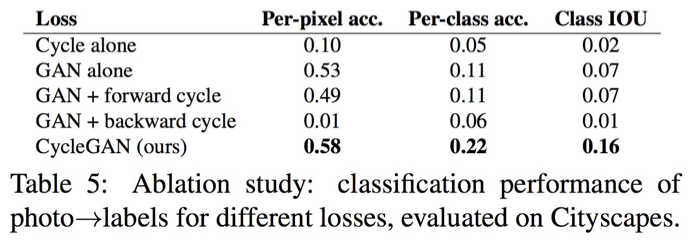 Loss Per-pixel acc. Per-class acc. Class IOU
Cycle alone 0.10 0.05 0.02
GAN alone 0.53 0.11 0.07
GAN + forward cycle 0.49 0.11 0.07
GAN + backward cycle 0.01 0.06 0.01
CycleGAN (ours) 0.58 0.22 0.16
Table 5: Ablation study: classification performance of
photo→labels for different losses, evaluated on Cityscapes.